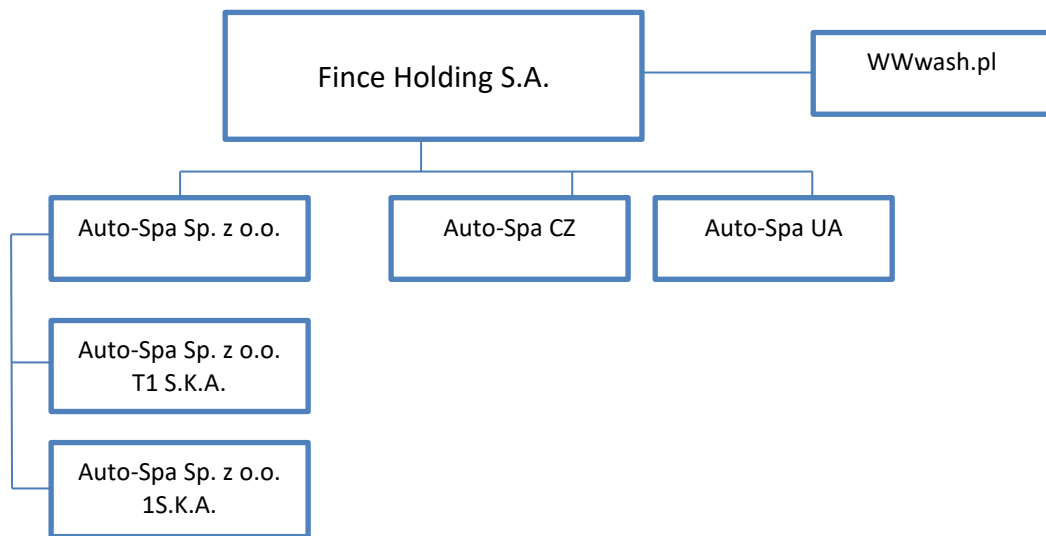 Fince Holding S.A.
WWwash.pl
Auto-Spa Sp. z o.o.
Auto-Spa CZ
Auto-Spa UA
Auto-Spa Sp. z o.o.
T1 S.K.A.
Auto-Spa Sp. z o.o.
1S.K.A.